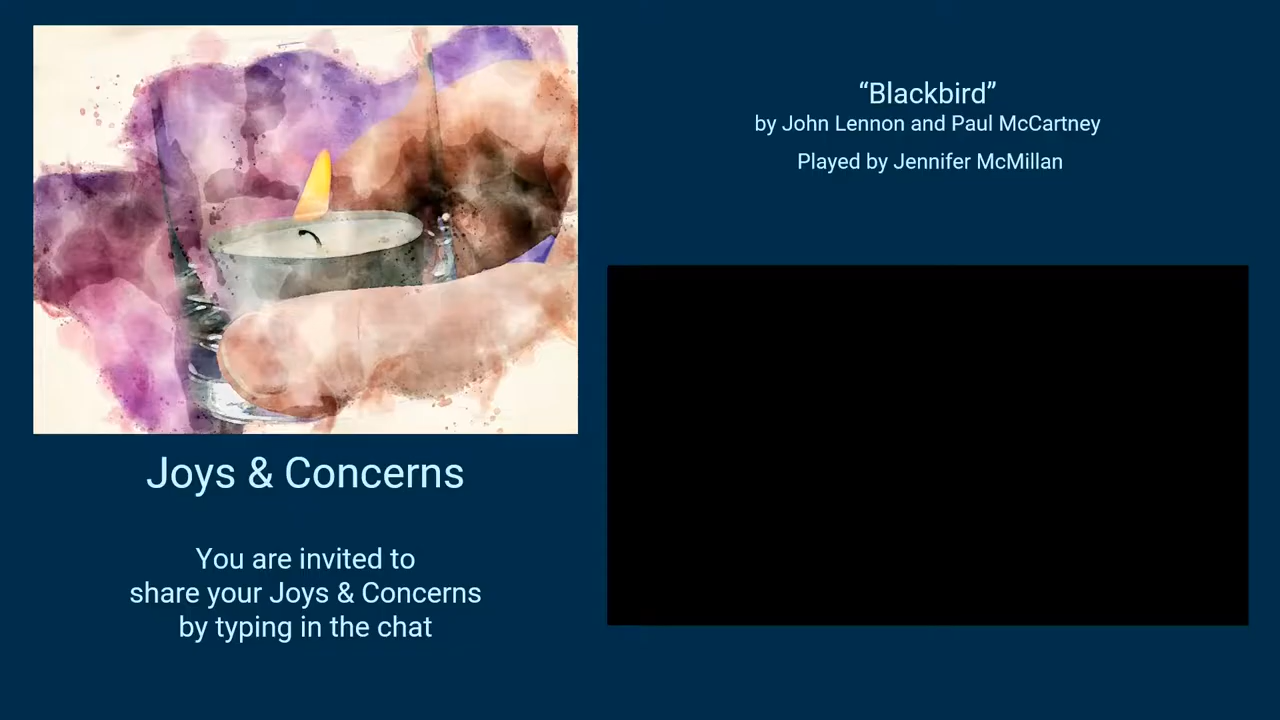 “Blackbird”
by John Lennon and Paul McCartney
Played by Jennifer McMillan
Joys & Concerns
You are invited to
share your Joys & Concerns
by typing in the chat